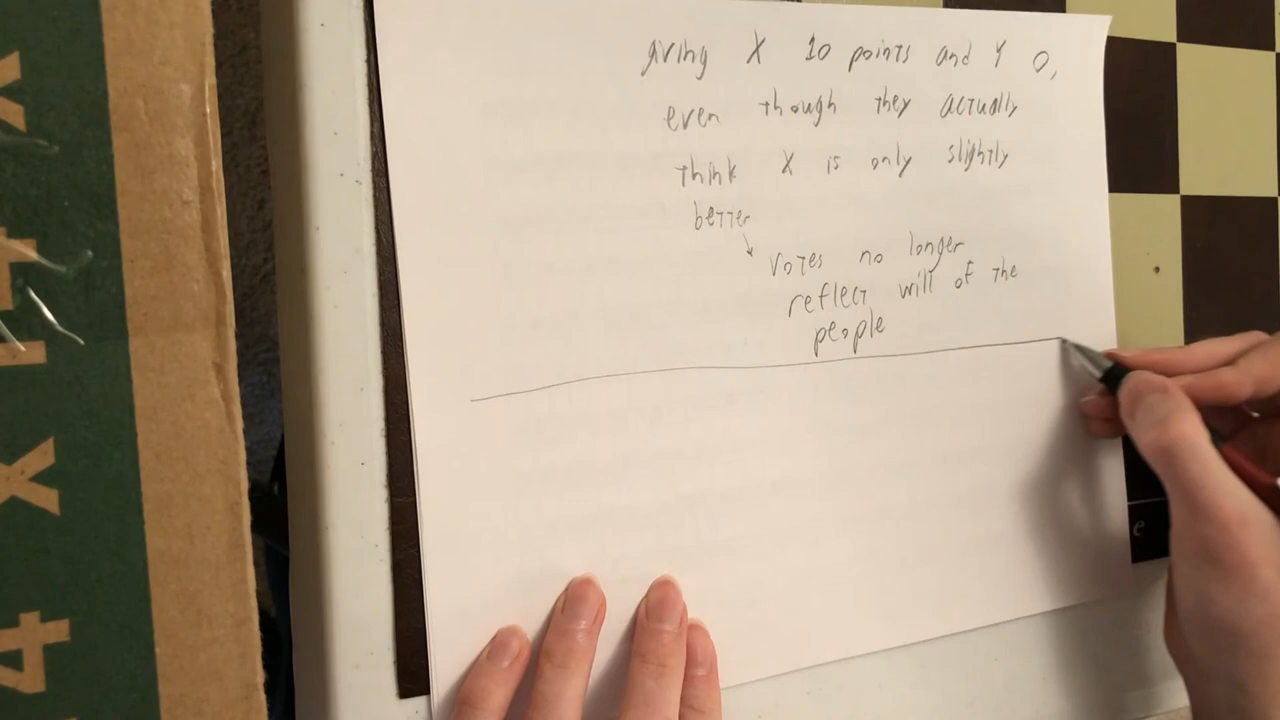 giving X 10 points and Y 0,
even though they actually
think X is only slightly
better
votes no longer
reflect will of the
people
e